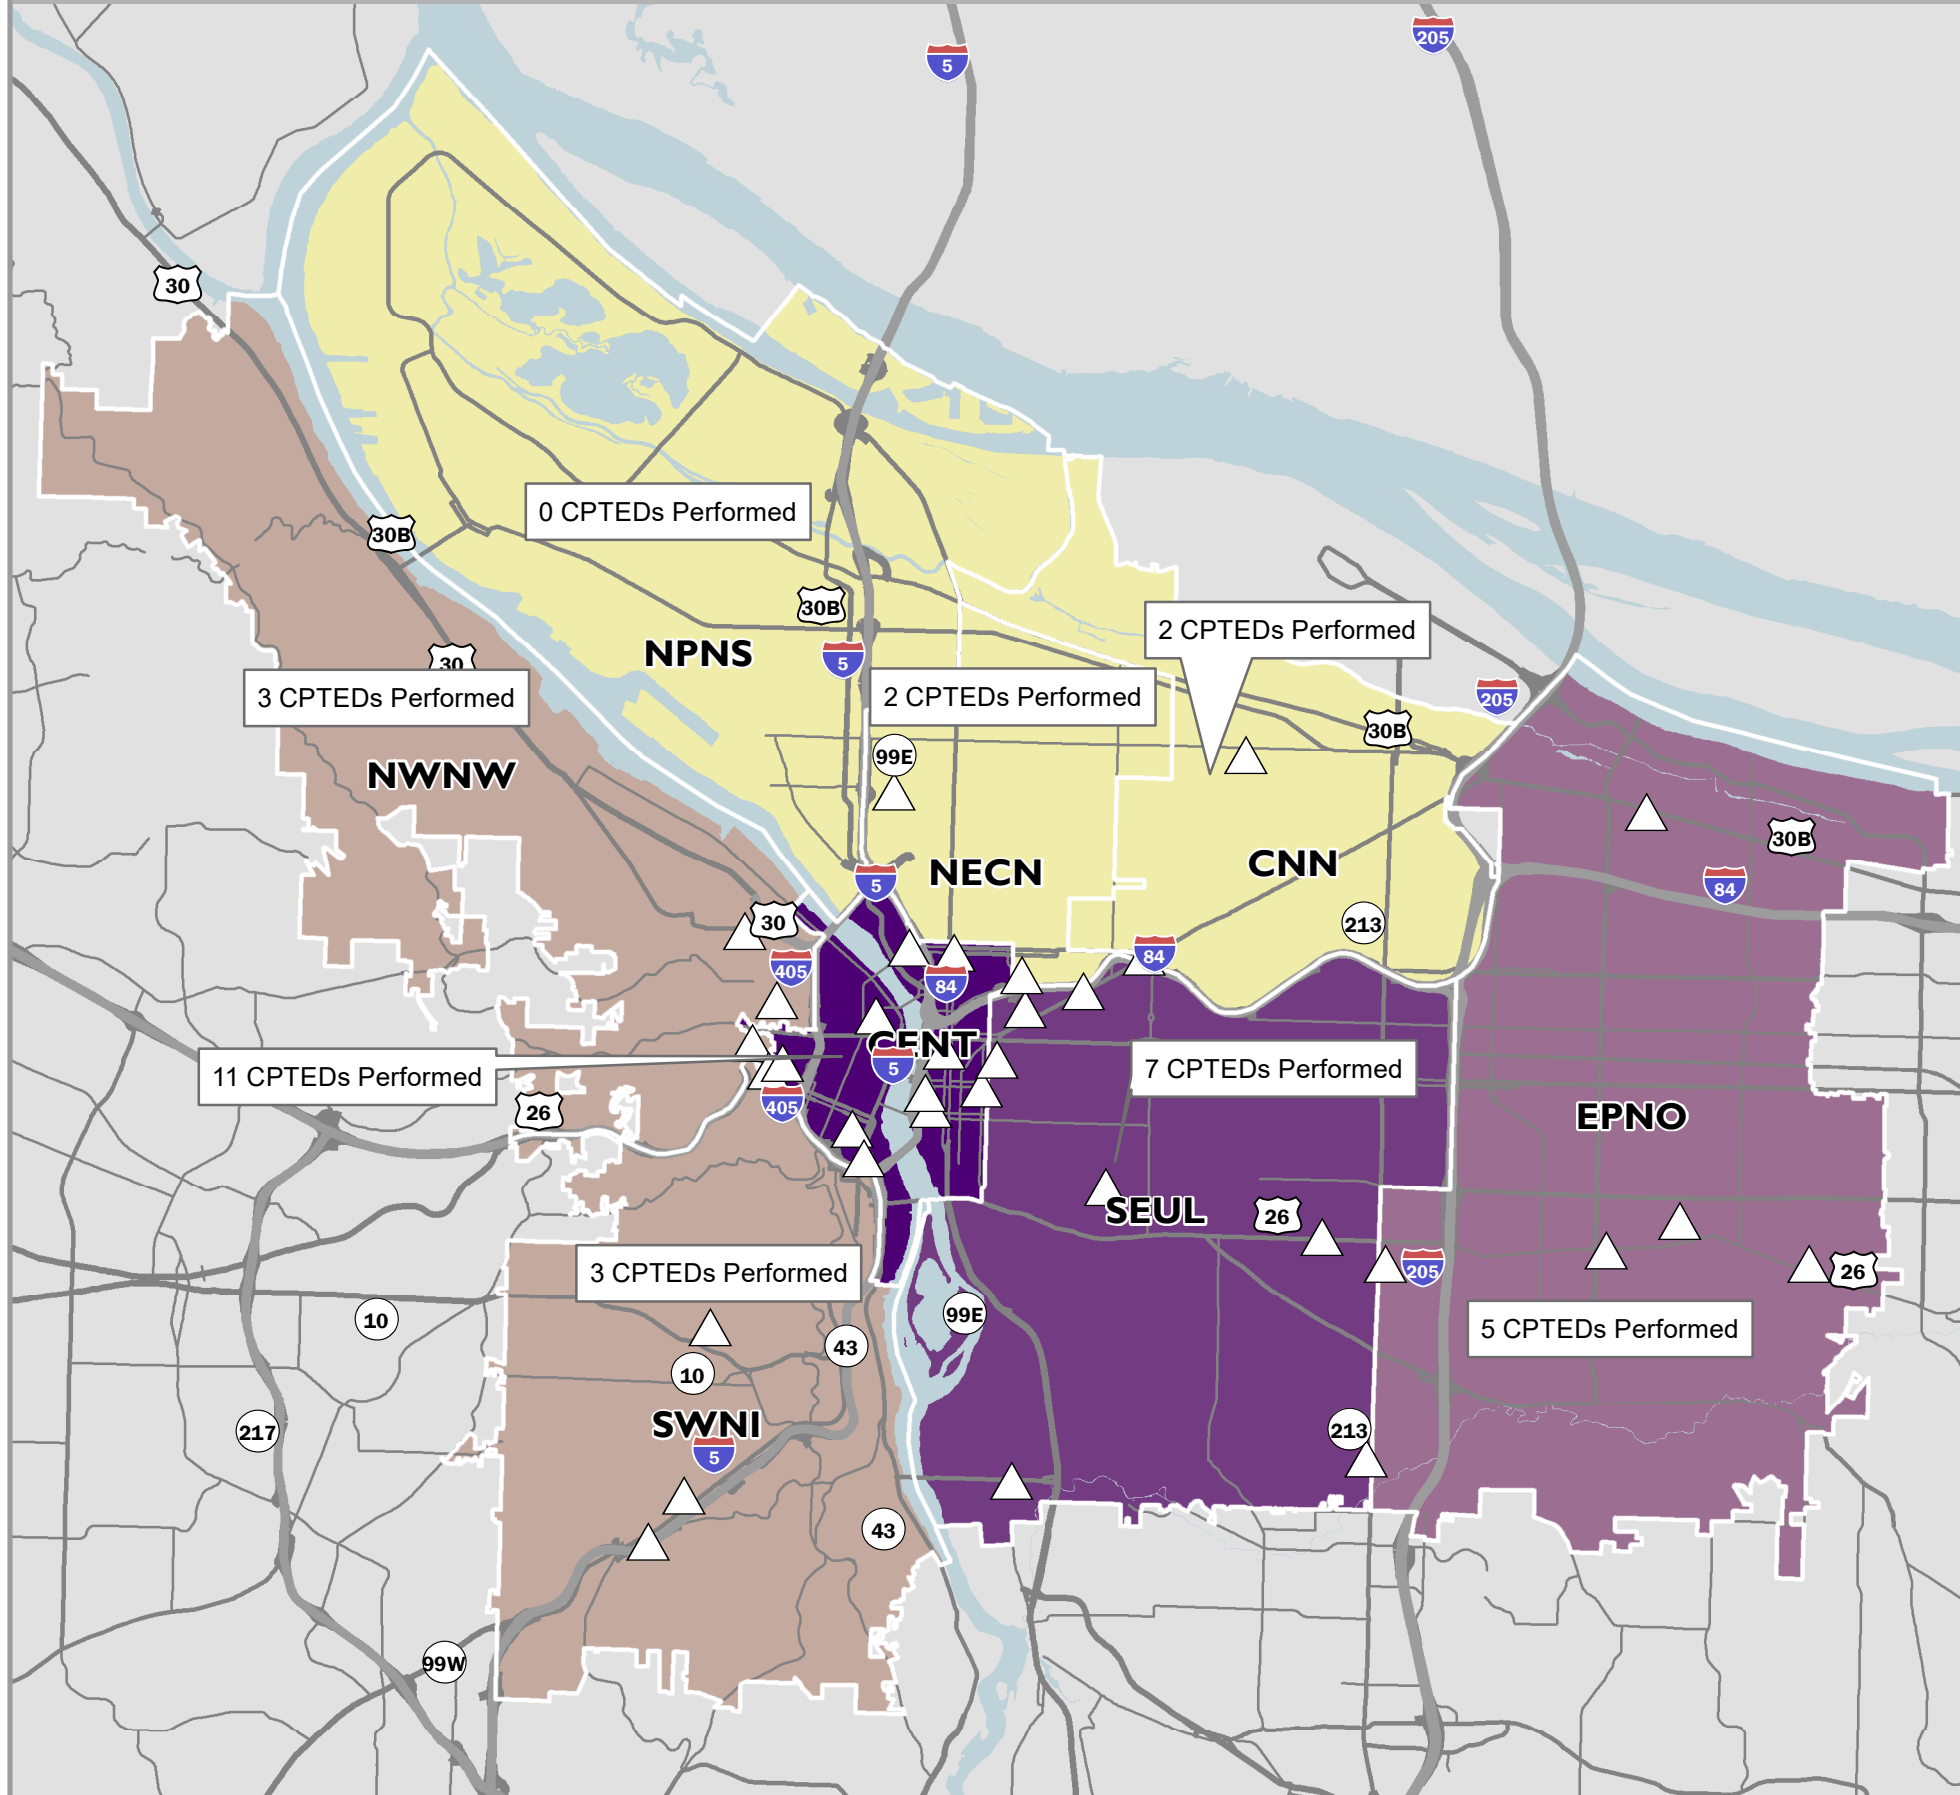 5
205
30
0 CPTEDs Performed
30B
30B
2 CPTEDs Performed
NPNS
5
30
3 CPTEDs Performed
2 CPTEDs Performed
205
30B
99E
NWNW
30B
CNN
NECN
5
84
30
213
84
405
84
CENT
5
11 CPTEDs Performed
7 CPTEDs Performed
405
26
EPNO
SEUL
26
3 CPTEDs Performed
205
26
99E
10
43
5 CPTEDs Performed
10
SWNI
217
213
5
43
99W